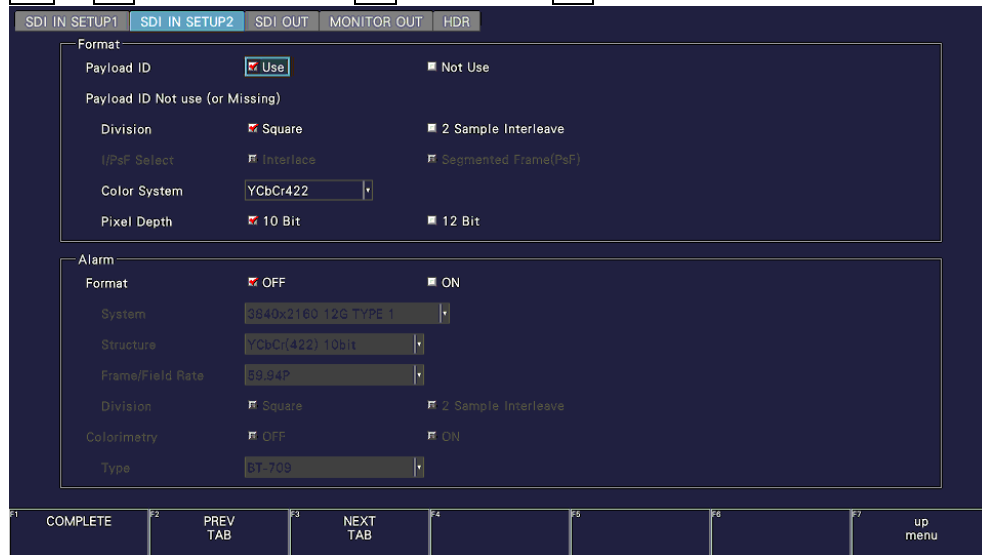 SDI IN SETUP1 SDI IN SETUP2 SDI OUT MONITOR OUT HDR
Format
Payload ID Use Not Use
Payload ID Not use (or Missing)
Division Square 2 Sample Interleave
I/PsF Select Interlace Segmented Frame(PsF)
Color System YCbCr422
Pixel Depth 10 Bit 12 Bit
Alarm
Format OFF ON
System 3840x2160 12G TYPE 1
Structure YCbCr(422) 10bit
Frame/Field Rate 59.94P
Division Square 2 Sample Interleave
Colorimetry OFF ON
Type BT-709
F1 COMPLETE F2 PREV TAB F3 NEXT TAB F4 F5 F6 F7 up menu